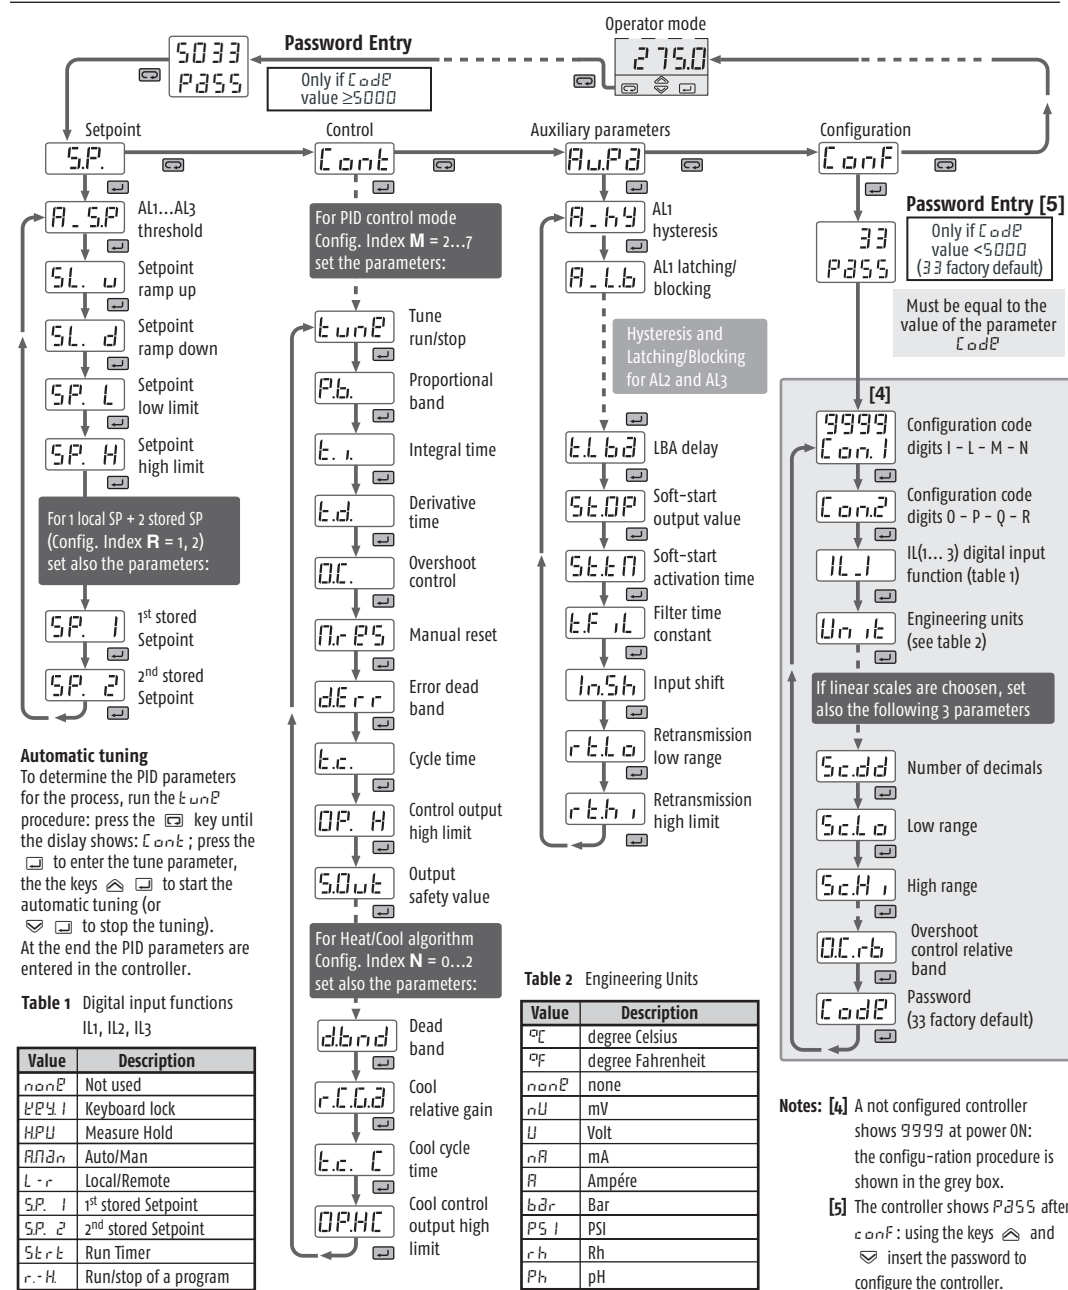 Operator mode
5033
PASS
Password Entry
Only if Code
value ≥5000
275.0
Setpoint
S.P.
A_S.P
AL1...AL3
threshold
SL. u
Setpoint
ramp up
SL. d
Setpoint
ramp down
SP. L
Setpoint
low limit
SP. H
Setpoint
high limit
For 1 local SP + 2 stored SP
(Config. Index R = 1, 2)
set also the parameters:
SP. 1
1st stored
Setpoint
SP. 2
2nd stored
Setpoint
Automatic tuning
To determine the PID parameters
for the process, run the tunE
procedure: press the key until
the dislay shows: Cont ; press the
to enter the tune parameter,
the the keys to start the
automatic tuning (or
to stop the tuning).
At the end the PID parameters are
entered in the controller.
Table 1 Digital input functions
IL1, IL2, IL3
Value Description
nonE Not used
KEY. 1 Keyboard lock
H.PU Measure Hold
A.Man Auto/Man
L - r Local/Remote
S.P. 1 1st stored Setpoint
S.P. 2 2nd stored Setpoint
Strt Run Timer
r.- H. Run/stop of a program
Control
Cont
For PID control mode
Config. Index M = 2...7
set the parameters:
tunE
Tune
run/stop
P.b.
Proportional
band
t. i.
Integral time
t.d.
Derivative
time
O.C.
Overshoot
control
M.rES
Manual reset
d.Err
Error dead
band
t.c.
Cycle time
OP. H
Control output
high limit
S.Out
Output
safety value
For Heat/Cool algorithm
Config. Index N = 0...2
set also the parameters:
d.bnd
Dead
band
r.C.G.A
Cool
relative gain
t.c. C
Cool cycle
time
OP.HC
Cool control
output high
limit
Auxiliary parameters
Au.PA
A_hY
AL1
hysteresis
A_L.b
AL1 latching/
blocking
Hysteresis and
Latching/Blocking
for AL2 and AL3
t.LbA
LBA delay
St.OP
Soft-start
output value
St.tM
Soft-start
activation time
t.F iL
Filter time
constant
In.Sh
Input shift
rt.Lo
Retransmission
low range
rt.h i
Retransmission
high limit
Table 2 Engineering Units
Value Description
°C degree Celsius
°F degree Fahrenheit
nonE none
nU mV
U Volt
nA mA
A Ampére
bAr Bar
PS I PSI
rh Rh
Ph pH
Configuration
ConF
33
PASS
Password Entry [5]
Only if Code
value <5000
(33 factory default)
Must be equal to the
value of the parameter
Code
[4]
9999
Con.1
Configuration code
digits I - L - M - N
Con.2
Configuration code
digits O - P - Q - R
IL_1
IL(1... 3) digital input
function (table 1)
Un it
Engineering units
(see table 2)
If linear scales are choosen, set
also the following 3 parameters
Sc.dd
Number of decimals
Sc.Lo
Low range
Sc.H i
High range
O.C.rb
Overshoot
control relative
band
Code
Password
(33 factory default)
Notes: [4] A not configured controller
shows 9999 at power ON:
the configu-ration procedure is
shown in the grey box.
[5] The controller shows PASS after
conF : using the keys and
insert the password to
configure the controller.